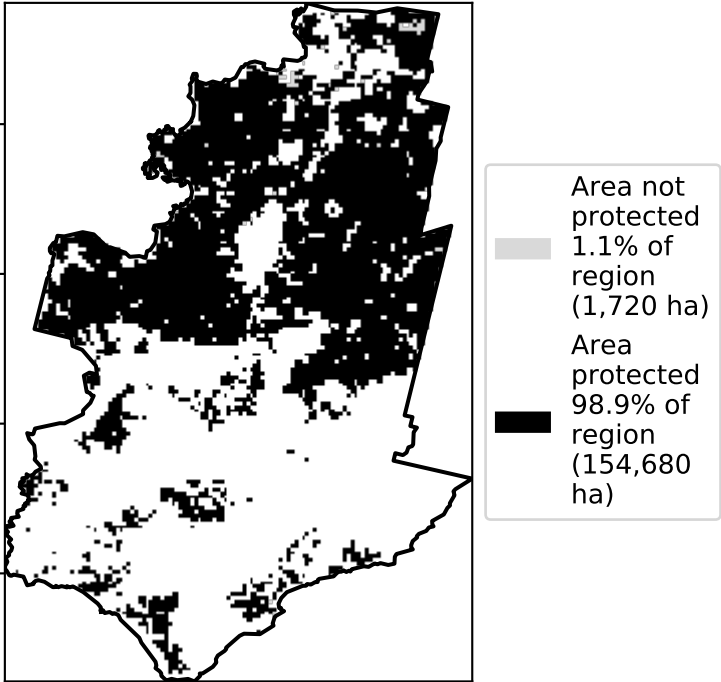 Area not
protected
1.1% of
region
(1,720 ha)
Area
protected
98.9% of
region
(154,680
ha)